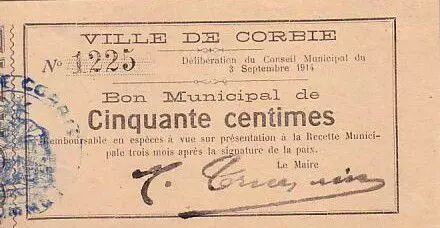 VILLE DE CORBIE
No 1225
Délibération du Conseil Municipal du
3 Septembre 1914
Bon Municipal de
Cinquante centimes
Remboursable en espèces à vue sur présentation à la Recette Munici-
pale trois mois après la signature de la paix.
Le Maire